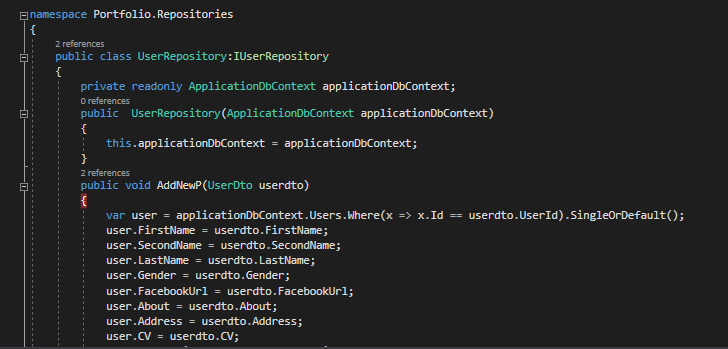 namespace Portfolio.Repositories
{
2 references
public class UserRepository:IUserRepository
{
private readonly ApplicationDbContext applicationDbContext;
0 references
public  UserRepository(ApplicationDbContext applicationDbContext)
{
this.applicationDbContext = applicationDbContext;
}
2 references
public void AddNewP(UserDto userdto)
{
var user = applicationDbContext.Users.Where(x => x.Id == userdto.UserId).SingleOrDefault();
user.FirstName = userdto.FirstName;
user.SecondName = userdto.SecondName;
user.LastName = userdto.LastName;
user.Gender = userdto.Gender;
user.FacebookUrl = userdto.FacebookUrl;
user.About = userdto.About;
user.Address = userdto.Address;
user.CV = userdto.CV;